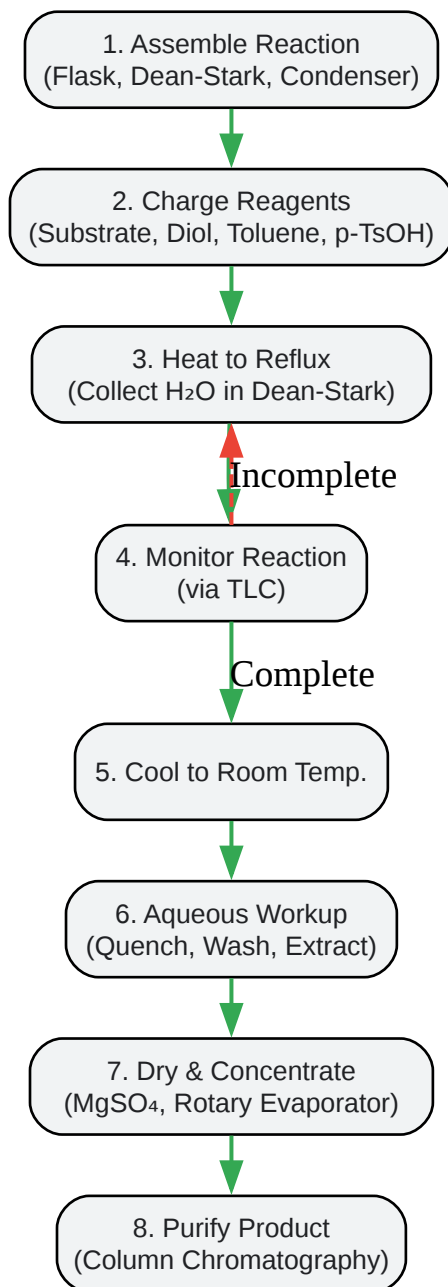 1. Assemble Reaction
(Flask, Dean-Stark, Condenser)
2. Charge Reagents
(Substrate, Diol, Toluene, p-TsOH)
3. Heat to Reflux
(Collect H₂O in Dean-Stark)
Incomplete
4. Monitor Reaction
(via TLC)
Complete
5. Cool to Room Temp.
6. Aqueous Workup
(Quench, Wash, Extract)
7. Dry & Concentrate
(MgSO₄, Rotary Evaporator)
8. Purify Product
(Column Chromatography)